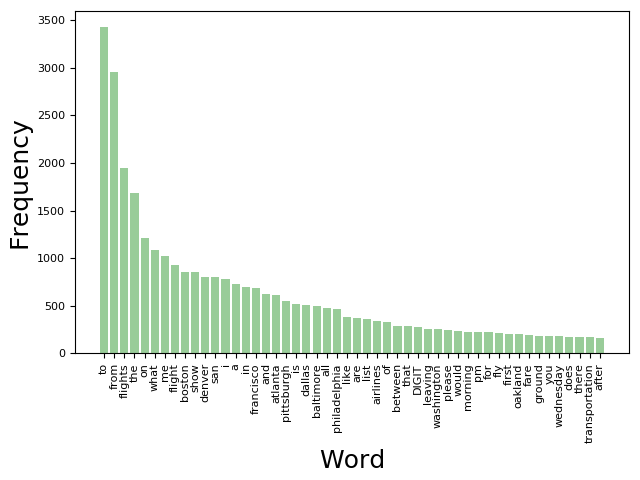 Frequency
3500
3000
2500
2000
1500
1000
500
0
to
from
flights
the
on
what
me
flight
boston
show
denver
san
i
a
in
francisco
and
atlanta
pittsburgh
is
dallas
baltimore
all
philadelphia
like
are
list
airlines
of
between
that
DIGIT
leaving
washington
please
would
morning
pm
for
fly
first
oakland
fare
ground
you
wednesday
does
there
transportation
after
Word